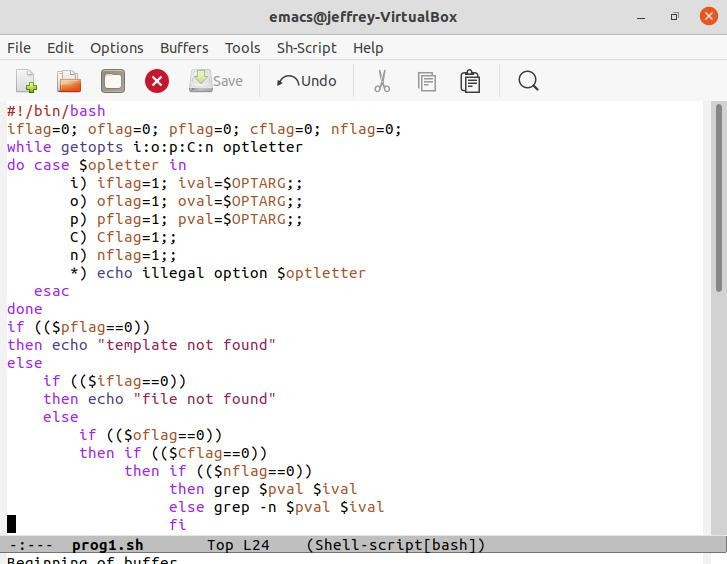 emacs@jeffrey-VirtualBox
File Edit Options Buffers Tools Sh-Script Help
Save Undo
#!/bin/bash
iflag=0; oflag=0; pflag=0; cflag=0; nflag=0;
while getopts i:o:p:C:n optletter
do case $opletter in
       i) iflag=1; ival=$OPTARG;;
       o) oflag=1; oval=$OPTARG;;
       p) pflag=1; pval=$OPTARG;;
       C) Cflag=1;;
       n) nflag=1;;
       *) echo illegal option $optletter
   esac
done
if (($pflag==0))
then echo "template not found"
else
    if (($iflag==0))
    then echo "file not found"
    else
        if (($oflag==0))
        then if (($Cflag==0))
             then if (($nflag==0))
                  then grep $pval $ival
                  else grep -n $pval $ival
                  fi
-:--- prog1.sh Top L24 (Shell-script[bash])
Beginning of buffer